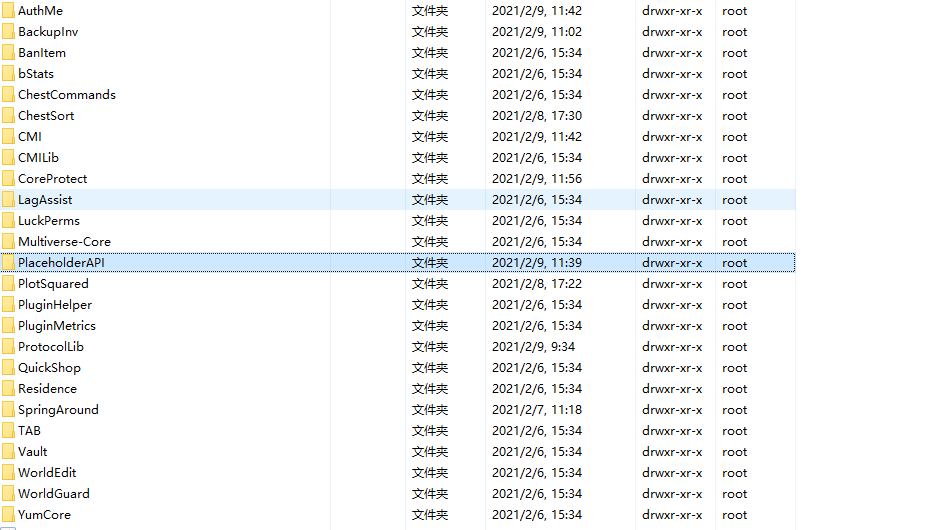 AuthMe 文件夹 2021/2/9, 11:42 drwxr-xr-x root
BackupInv 文件夹 2021/2/9, 11:02 drwxr-xr-x root
BanItem 文件夹 2021/2/6, 15:34 drwxr-xr-x root
bStats 文件夹 2021/2/6, 15:34 drwxr-xr-x root
ChestCommands 文件夹 2021/2/6, 15:34 drwxr-xr-x root
ChestSort 文件夹 2021/2/8, 17:30 drwxr-xr-x root
CMI 文件夹 2021/2/9, 11:42 drwxr-xr-x root
CMILib 文件夹 2021/2/6, 15:34 drwxr-xr-x root
CoreProtect 文件夹 2021/2/9, 11:56 drwxr-xr-x root
LagAssist 文件夹 2021/2/6, 15:34 drwxr-xr-x root
LuckPerms 文件夹 2021/2/6, 15:34 drwxr-xr-x root
Multiverse-Core 文件夹 2021/2/6, 15:34 drwxr-xr-x root
PlaceholderAPI 文件夹 2021/2/9, 11:39 drwxr-xr-x root
PlotSquared 文件夹 2021/2/8, 17:22 drwxr-xr-x root
PluginHelper 文件夹 2021/2/6, 15:34 drwxr-xr-x root
PluginMetrics 文件夹 2021/2/6, 15:34 drwxr-xr-x root
ProtocolLib 文件夹 2021/2/9, 9:34 drwxr-xr-x root
QuickShop 文件夹 2021/2/6, 15:34 drwxr-xr-x root
Residence 文件夹 2021/2/6, 15:34 drwxr-xr-x root
SpringAround 文件夹 2021/2/7, 11:18 drwxr-xr-x root
TAB 文件夹 2021/2/6, 15:34 drwxr-xr-x root
Vault 文件夹 2021/2/6, 15:34 drwxr-xr-x root
WorldEdit 文件夹 2021/2/6, 15:34 drwxr-xr-x root
WorldGuard 文件夹 2021/2/6, 15:34 drwxr-xr-x root
YumCore 文件夹 2021/2/6, 15:34 drwxr-xr-x root